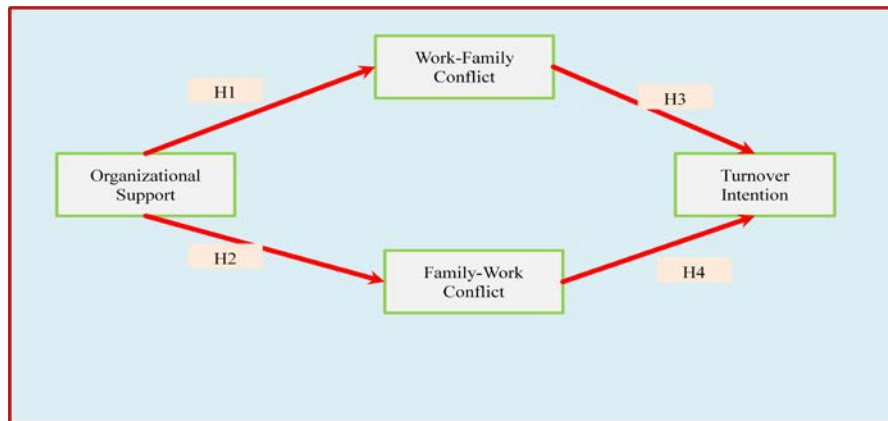 Work-Family
Conflict
H1
H3
Organizational
Support
Turnover
Intention
H2
Family-Work
Conflict
H4